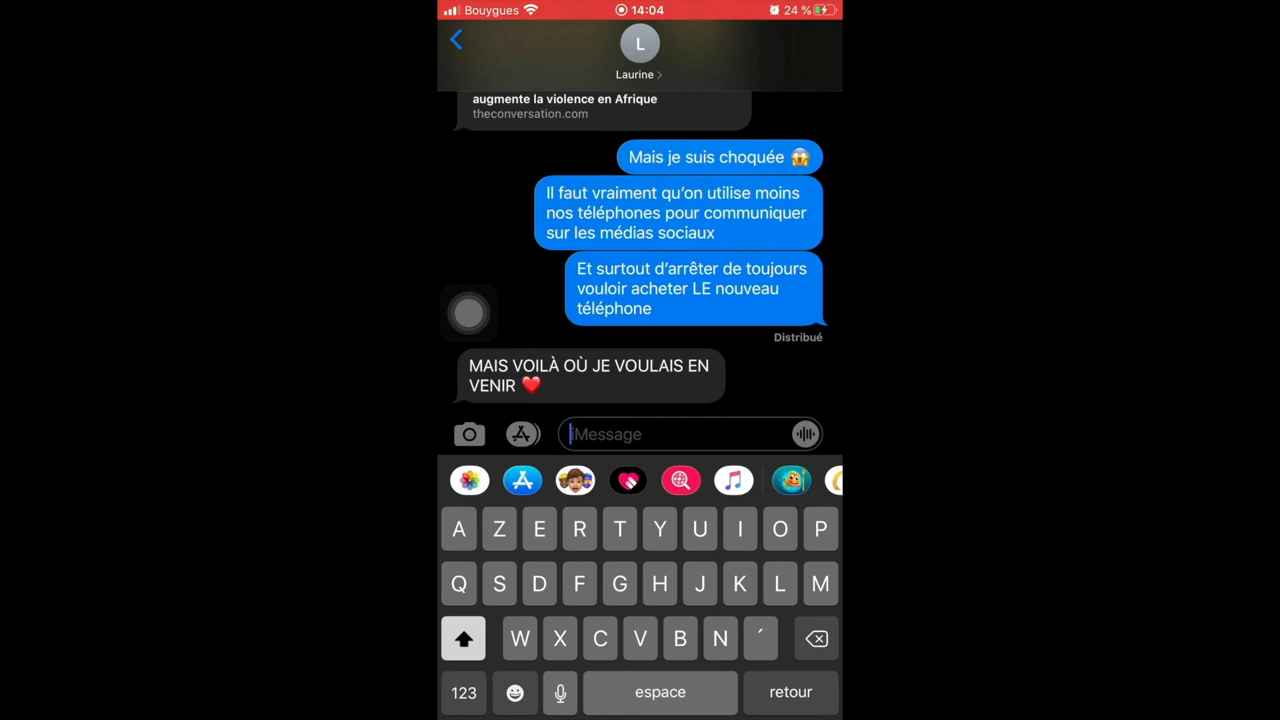 Bouygues 14:04 24 %
L
Laurine
augmente la violence en Afrique
theconversation.com
Mais je suis choquée 😱
Il faut vraiment qu’on utilise moins
nos téléphones pour communiquer
sur les médias sociaux
Et surtout d’arrêter de toujours
vouloir acheter LE nouveau
téléphone
Distribué
MAIS VOILÀ OÙ JE VOULAIS EN
VENIR ❤️
iMessage
A Z E R T Y U I O P
Q S D F G H J K L M
W X C V B N ´
123 espace retour